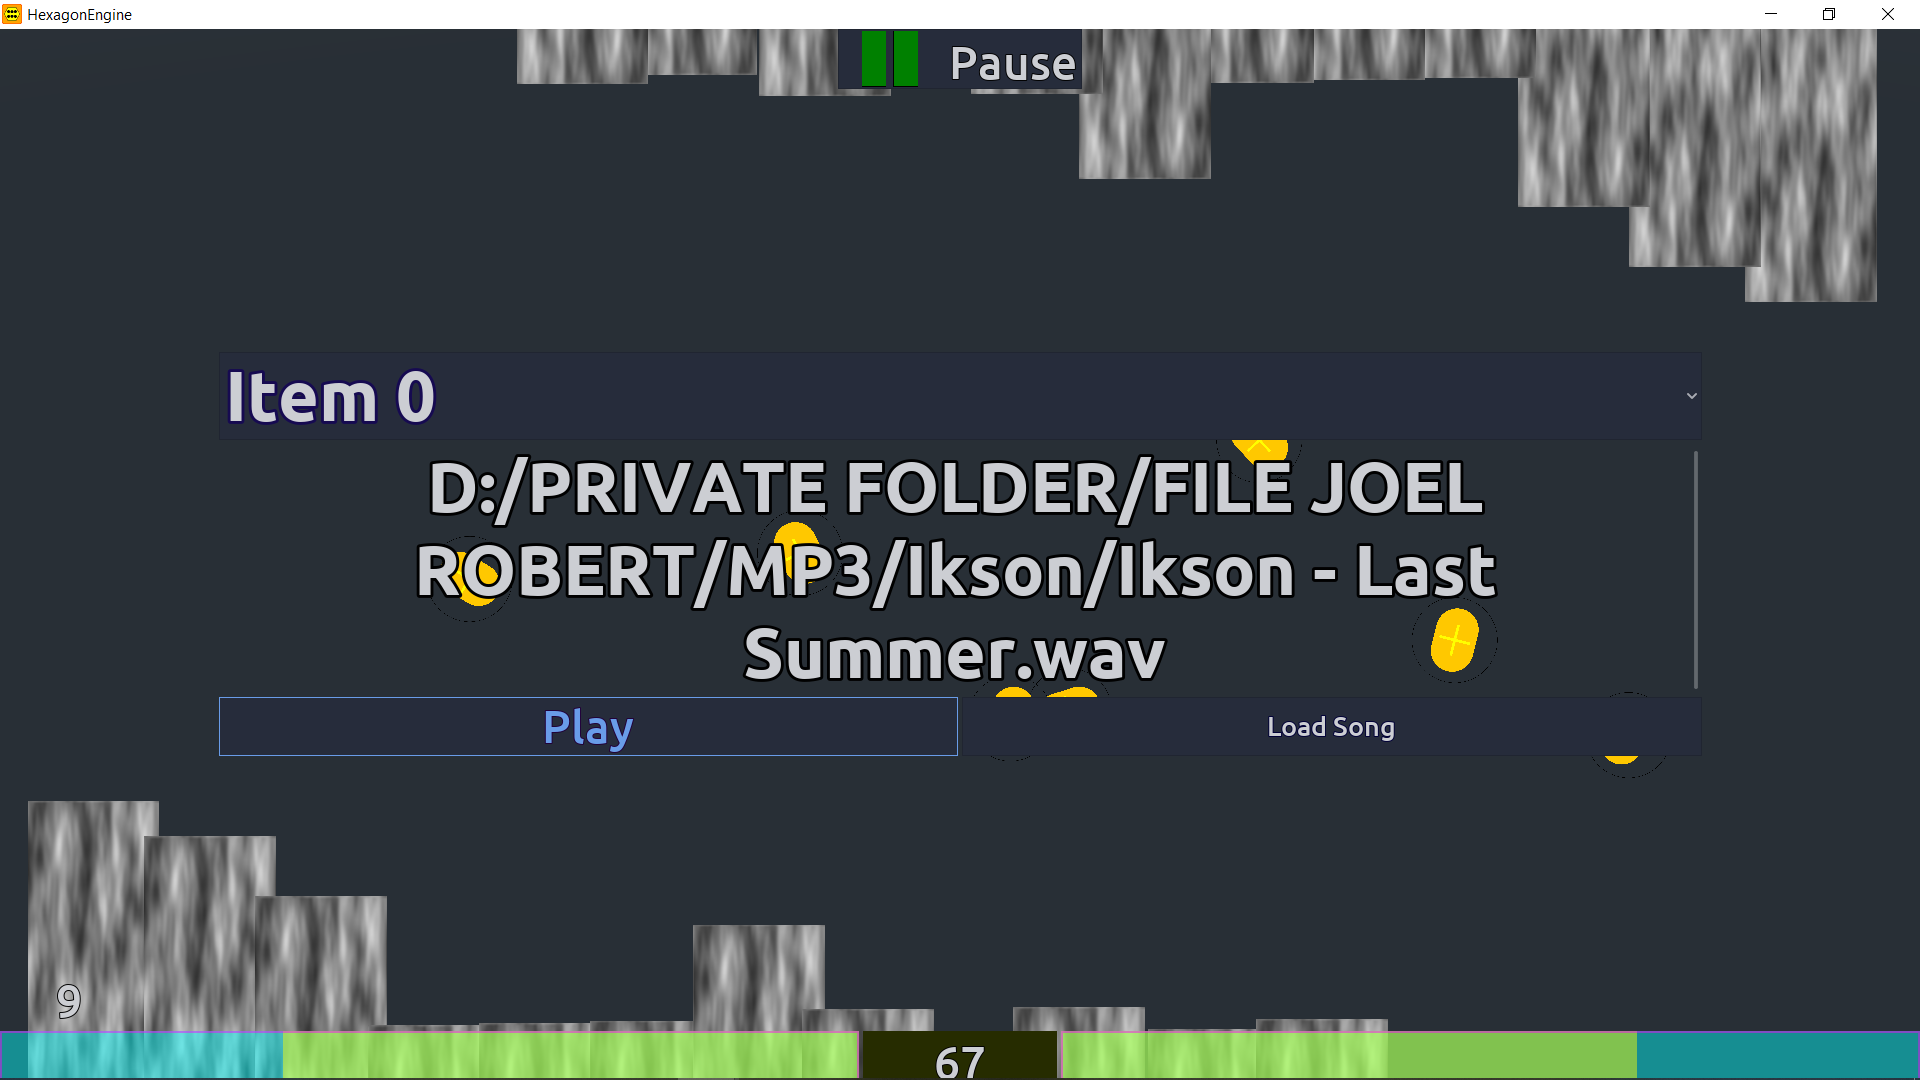 HexagonEngine
Pause
Item 0
D:/PRIVATE FOLDER/FILE JOEL
ROBERT/MP3/Ikson/Ikson - Last
Summer.wav
Play
Load Song
9
67